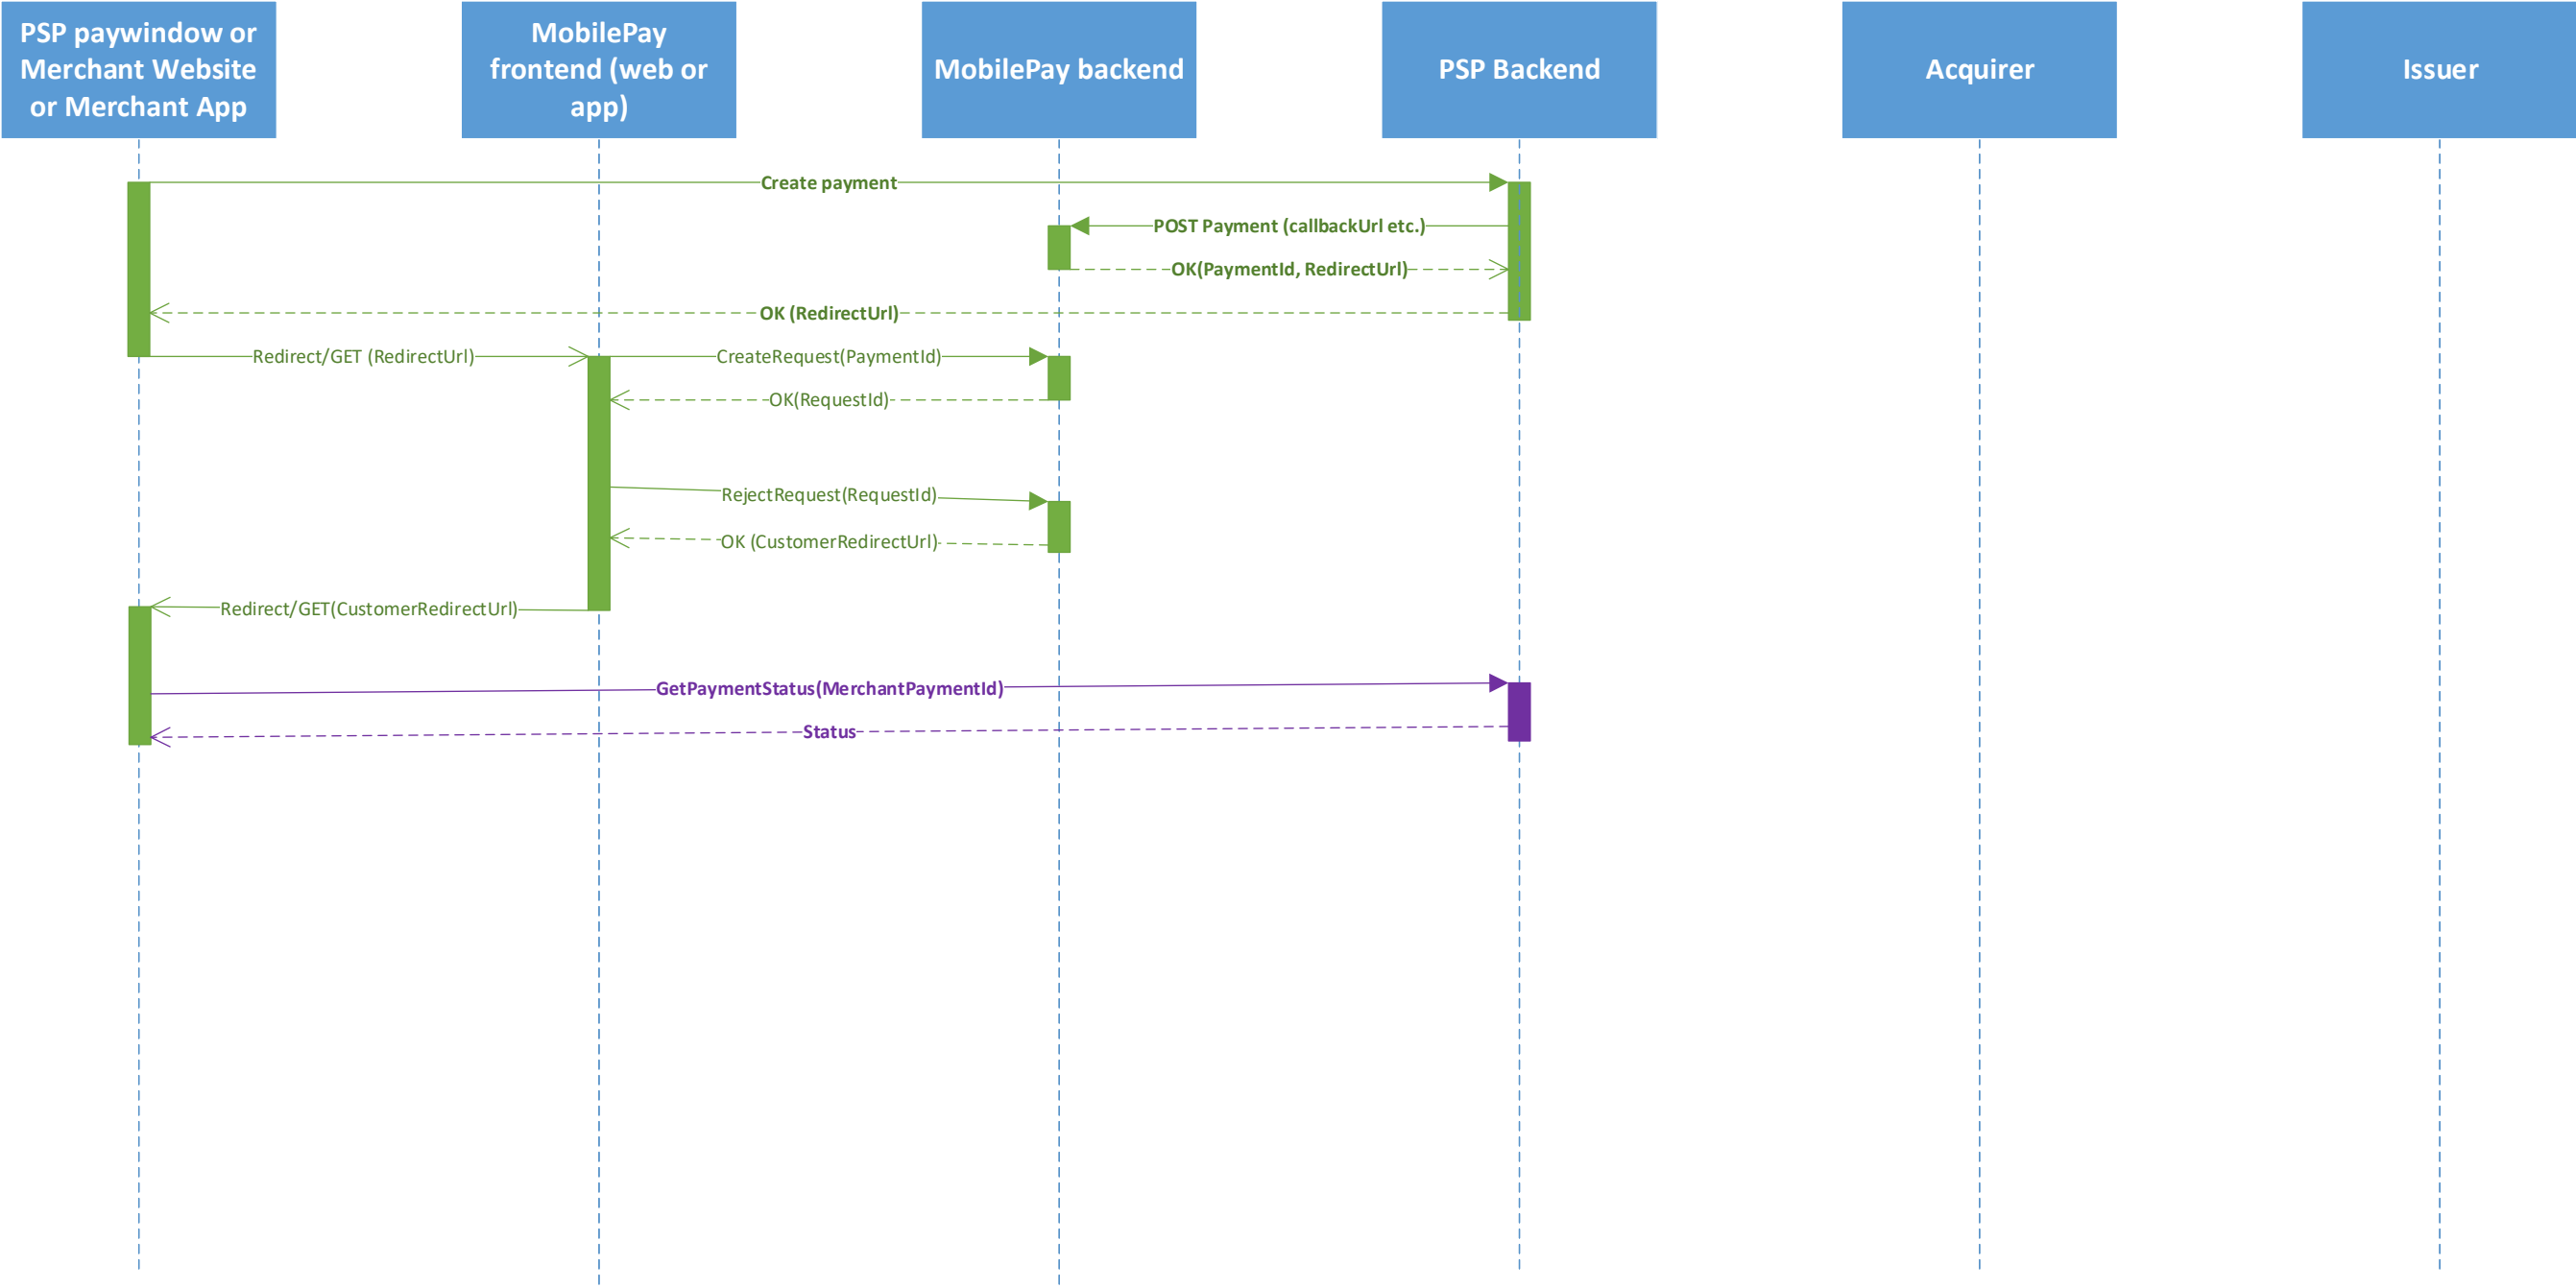 PSP paywindow or
Merchant Website
or Merchant App
MobilePay
frontend (web or
app)
MobilePay backend
PSP Backend
Acquirer
Issuer
Create payment
POST Payment (callbackUrl etc.)
OK(PaymentId, RedirectUrl)
OK (RedirectUrl)
Redirect/GET (RedirectUrl)
CreateRequest(PaymentId)
OK(RequestId)
RejectRequest(RequestId)
OK (CustomerRedirectUrl)
Redirect/GET(CustomerRedirectUrl)
GetPaymentStatus(MerchantPaymentId)
Status